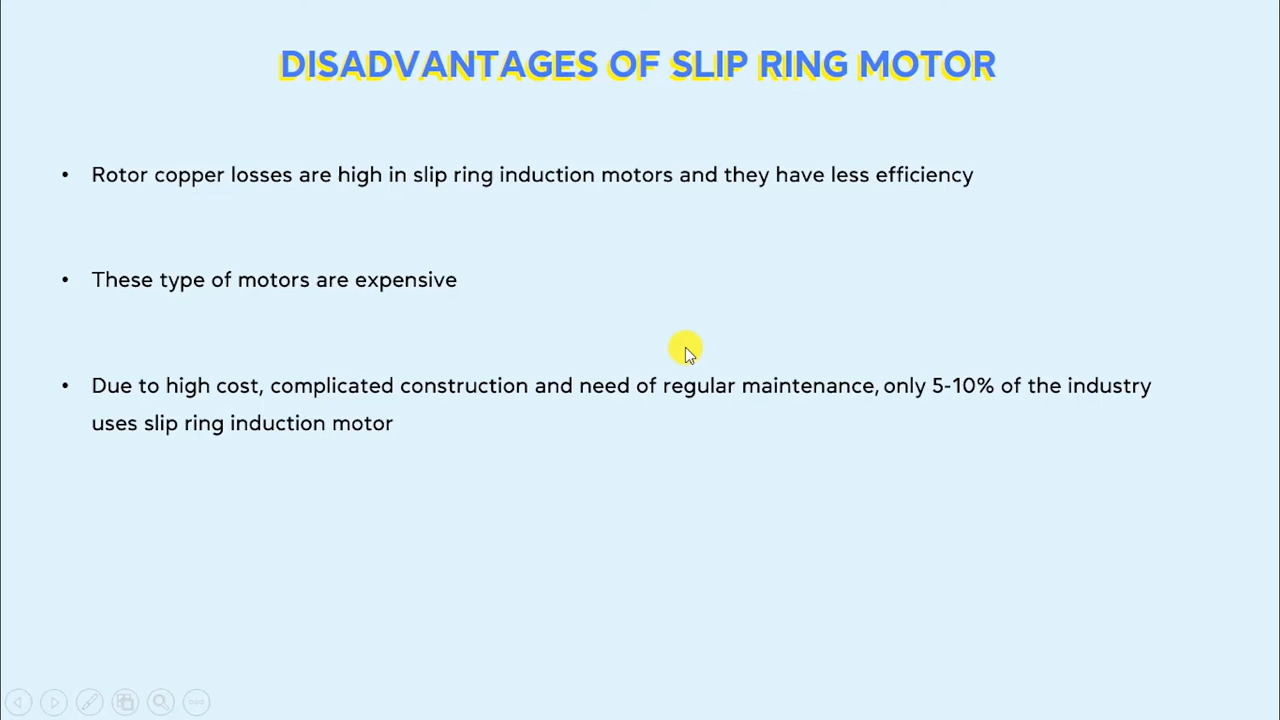 DISADVANTAGES OF SLIP RING MOTOR
• Rotor copper losses are high in slip ring induction motors and they have less efficiency
• These type of motors are expensive
• Due to high cost, complicated construction and need of regular maintenance, only 5-10% of the industry
uses slip ring induction motor